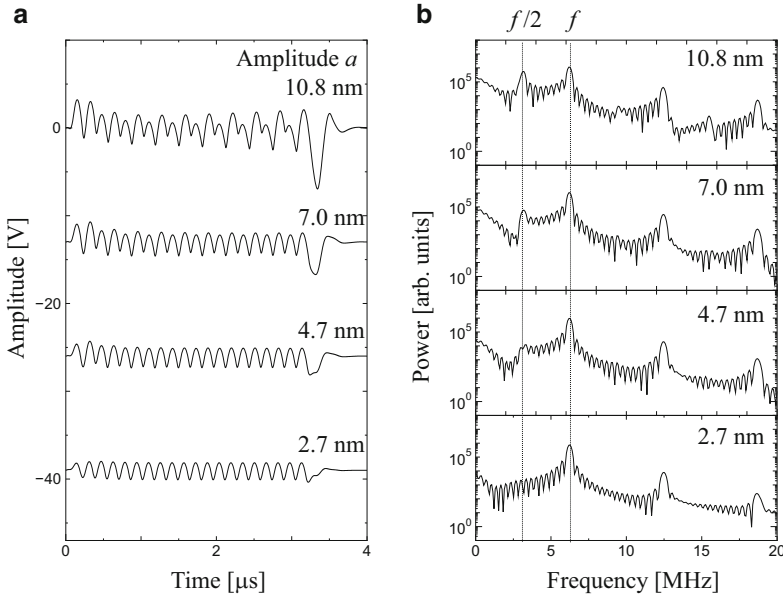 a
Amplitude a
10.8 nm
7.0 nm
4.7 nm
2.7 nm
0
−20
−40
Amplitude [V]
0
2
4
Time [μs]
b
f/2
f
10.8 nm
10^5
10^0
7.0 nm
10^5
10^0
4.7 nm
10^5
10^0
2.7 nm
10^5
10^0
Power [arb. units]
0
5
10
15
20
Frequency [MHz]